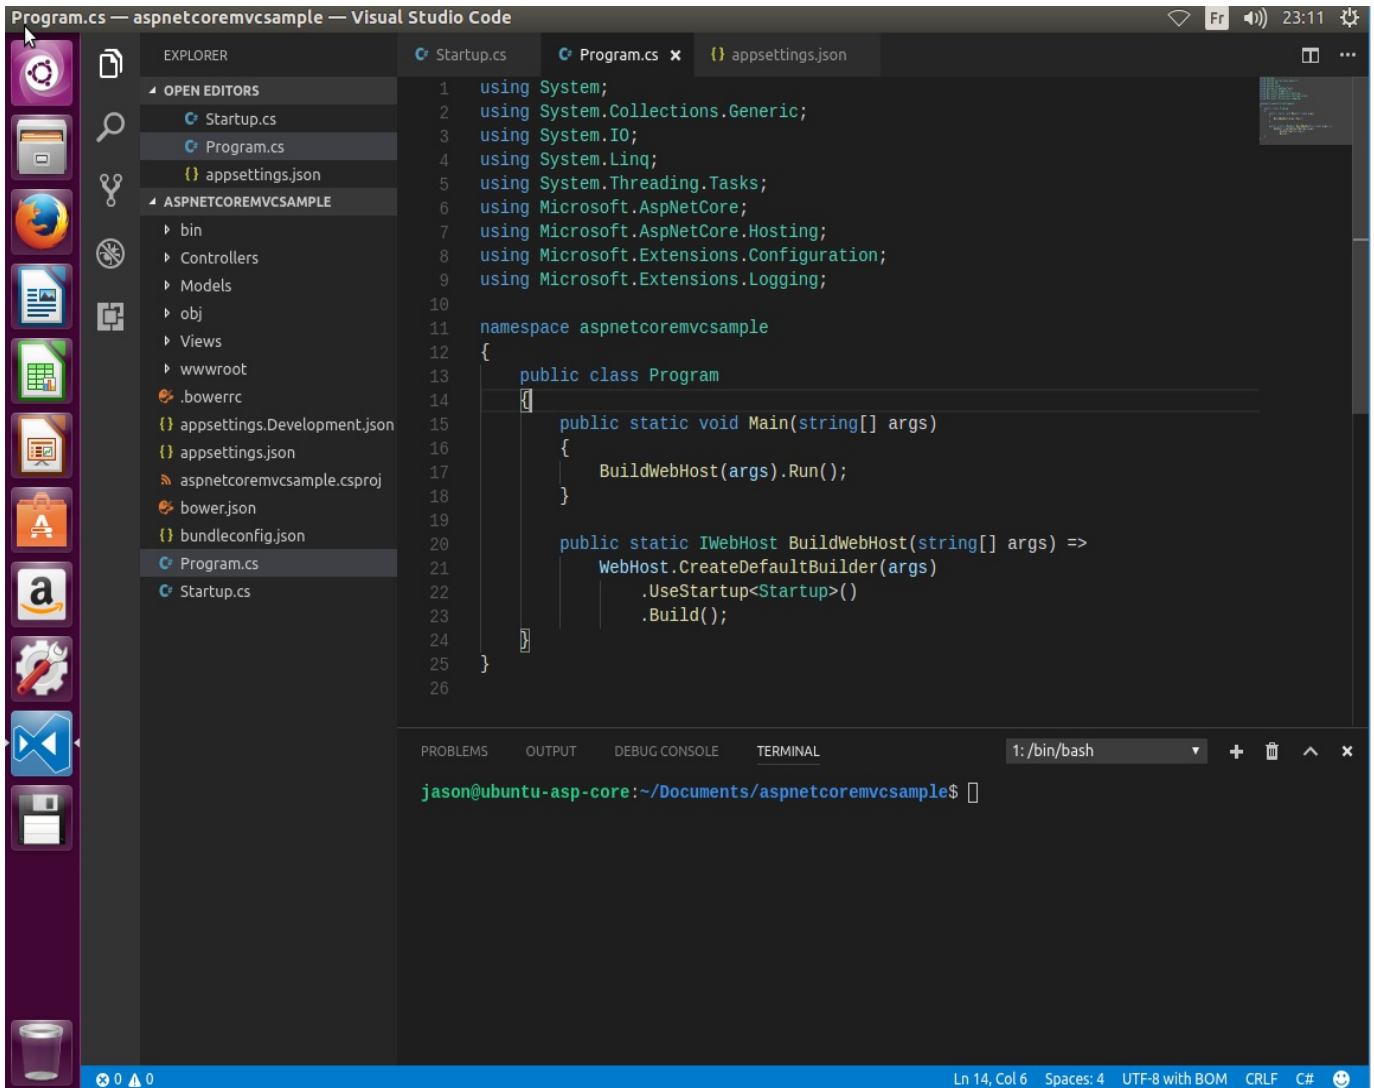 Program.cs — aspnetcoremvcsample — Visual Studio Code
Fr
23:11
EXPLORER
OPEN EDITORS
Startup.cs
Program.cs
appsettings.json
ASPNETCOREMVCSAMPLE
bin
Controllers
Models
obj
Views
wwwroot
.bowerrc
appsettings.Development.json
appsettings.json
aspnetcoremvcsample.csproj
bower.json
bundleconfig.json
Program.cs
Startup.cs
Startup.cs
Program.cs
appsettings.json
1 using System;
2 using System.Collections.Generic;
3 using System.IO;
4 using System.Linq;
5 using System.Threading.Tasks;
6 using Microsoft.AspNetCore;
7 using Microsoft.AspNetCore.Hosting;
8 using Microsoft.Extensions.Configuration;
9 using Microsoft.Extensions.Logging;
10
11 namespace aspnetcoremvcsample
12 {
13 public class Program
14 {
15 public static void Main(string[] args)
16 {
17 BuildWebHost(args).Run();
18 }
19
20 public static IWebHost BuildWebHost(string[] args) =>
21 WebHost.CreateDefaultBuilder(args)
22 .UseStartup<Startup>()
23 .Build();
24 }
25 }
26
PROBLEMS OUTPUT DEBUG CONSOLE TERMINAL 1: /bin/bash
jason@ubuntu-asp-core:~/Documents/aspnetcoremvcsample$
0 0
Ln 14, Col 6 Spaces: 4 UTF-8 with BOM CRLF C#